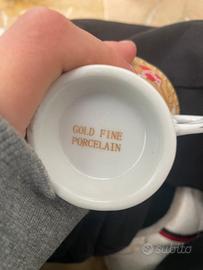 GOLD FINE
PORCELAIN
subito